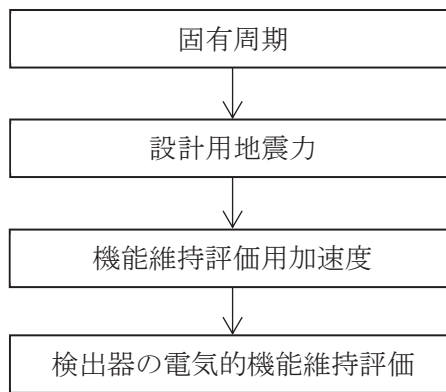 固有周期
設計用地震力
機能維持評価用加速度
検出器の電気的機能維持評価